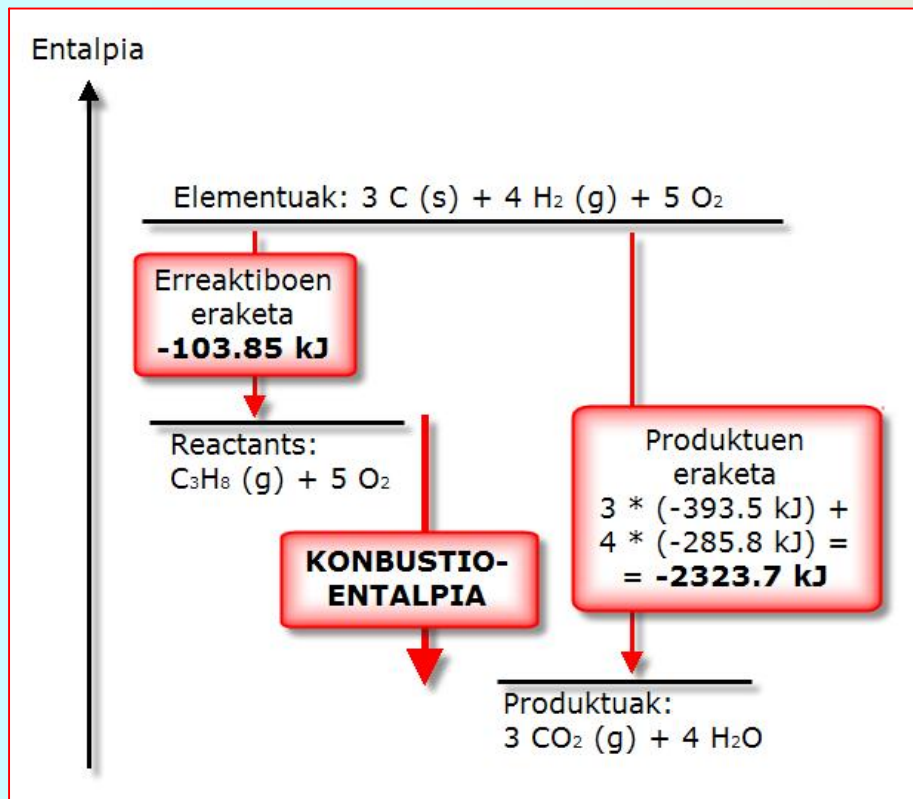 Entalpia
Elementuak: 3 C (s) + 4 H₂ (g) + 5 O₂
Erreaktiboen
eraketa
-103.85 kJ
Reactants:
C₃H₈ (g) + 5 O₂
KONBUSTIO-
ENTALPIA
Produktuen
eraketa
3 * (-393.5 kJ) +
4 * (-285.8 kJ) =
= -2323.7 kJ
Produktuak:
3 CO₂ (g) + 4 H₂O